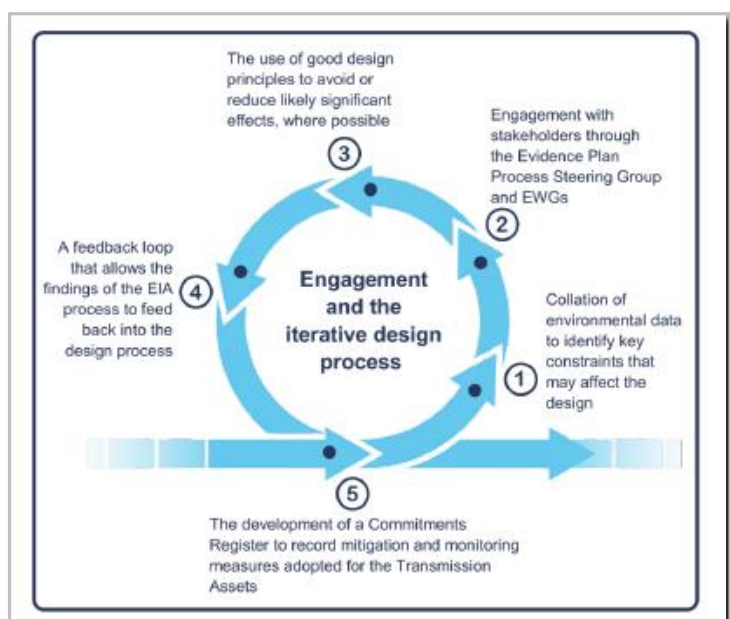 The use of good design
principles to avoid or
reduce likely significant
effects, where possible
3
Engagement with
stakeholders through
the Evidence Plan
Process Steering Group
and EWGs
2
A feedback loop
that allows the
findings of the EIA
process to feed
back into the
design process
4
Engagement
and the
iterative design
process
Collation of
environmental data
to identify key
constraints that
may affect the
design
1
5
The development of a Commitments
Register to record mitigation and monitoring
measures adopted for the Transmission
Assets